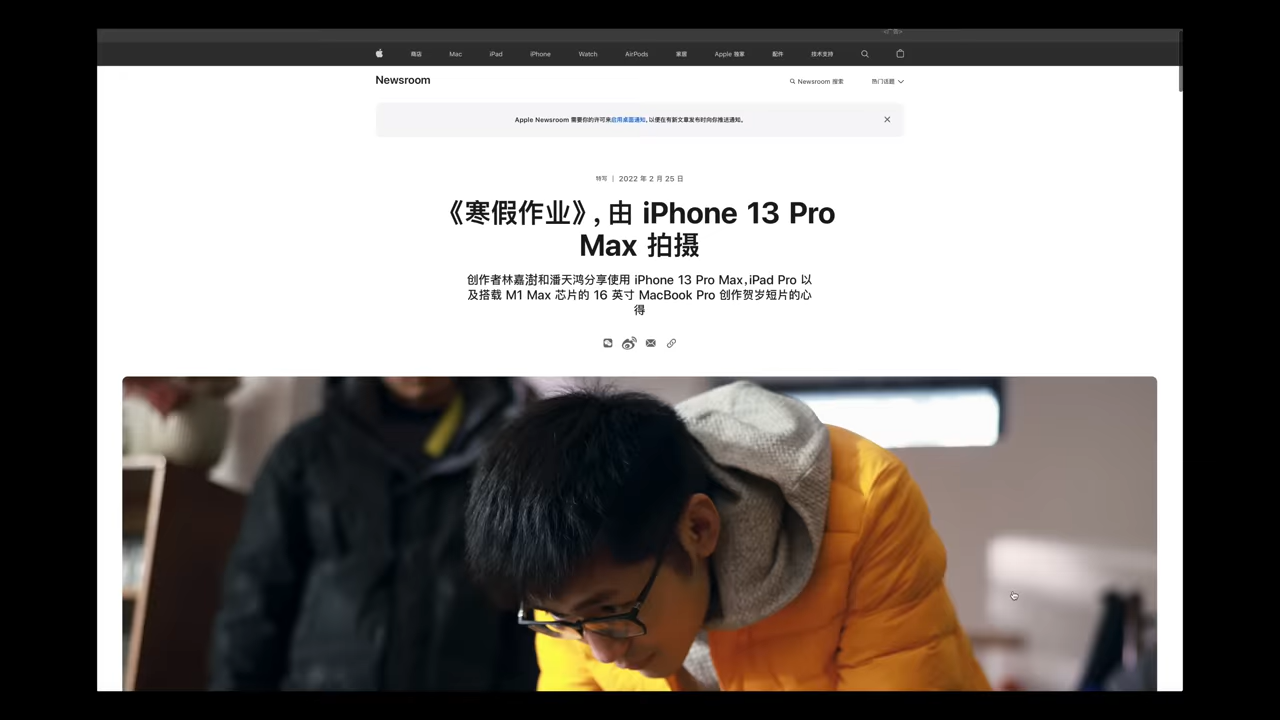 商店 Mac iPad iPhone Watch AirPods 家居 Apple 独家 配件 技术支持
Newsroom
Newsroom 搜索 热门话题
Apple Newsroom 需要你的许可来启用桌面通知，以便在有新文章发布时向你推送通知。
特写 | 2022 年 2 月 25 日
《寒假作业》，由 iPhone 13 Pro
Max 拍摄
创作者林嘉澍和潘天鸿分享使用 iPhone 13 Pro Max，iPad Pro 以
及搭载 M1 Max 芯片的 16 英寸 MacBook Pro 创作贺岁短片的心
得